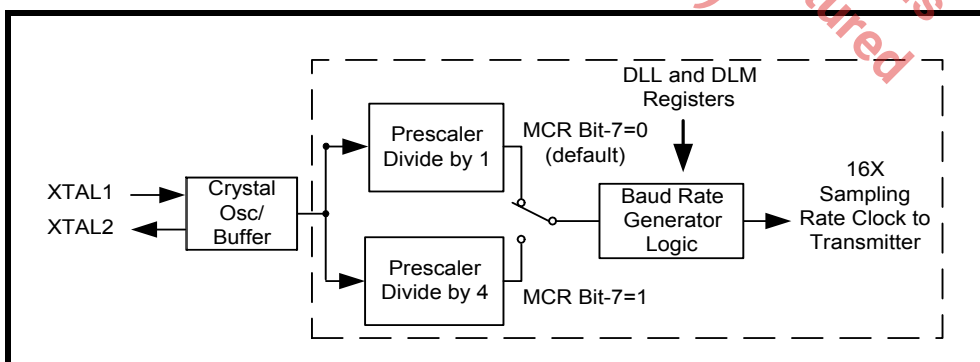 DLL and DLM
Registers
Prescaler
Divide by 1
MCR Bit-7=0
(default)
XTAL1
XTAL2
Crystal
Osc/
Buffer
Baud Rate
Generator
Logic
16X
Sampling
Rate Clock to
Transmitter
Prescaler
Divide by 4
MCR Bit-7=1